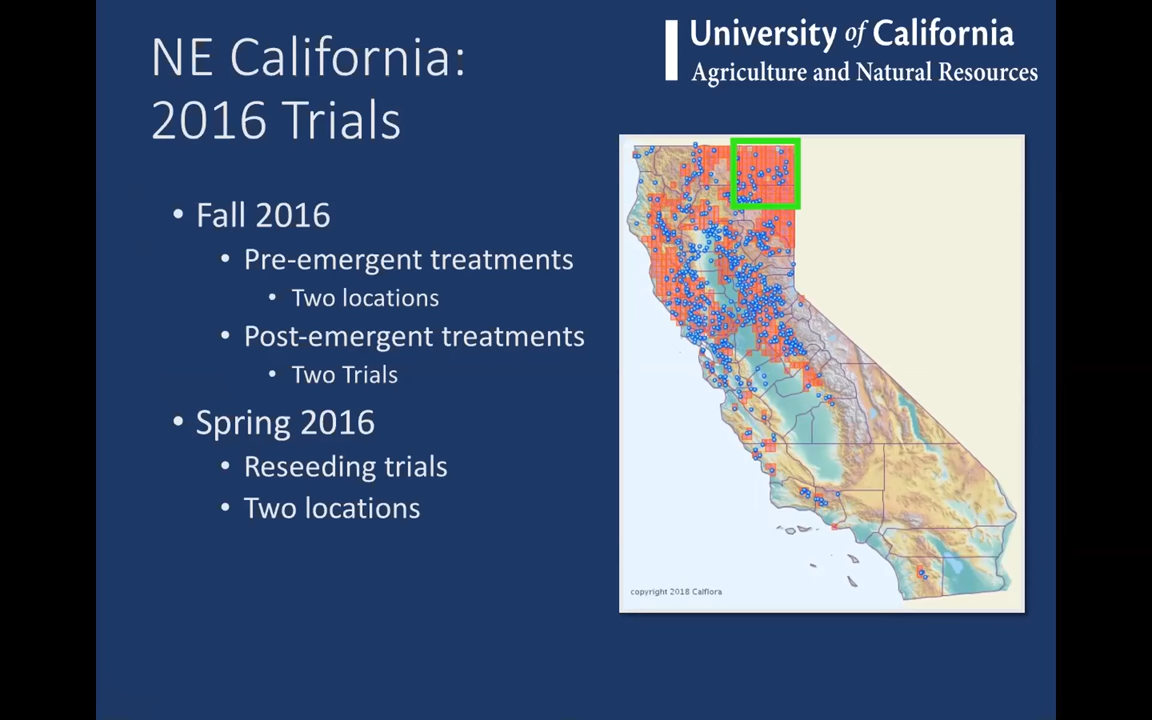 NE California:
2016 Trials
University of California
Agriculture and Natural Resources
• Fall 2016
• Pre-emergent treatments
• Two locations
• Post-emergent treatments
• Two Trials
• Spring 2016
• Reseeding trials
• Two locations
copyright 2018 Calflora